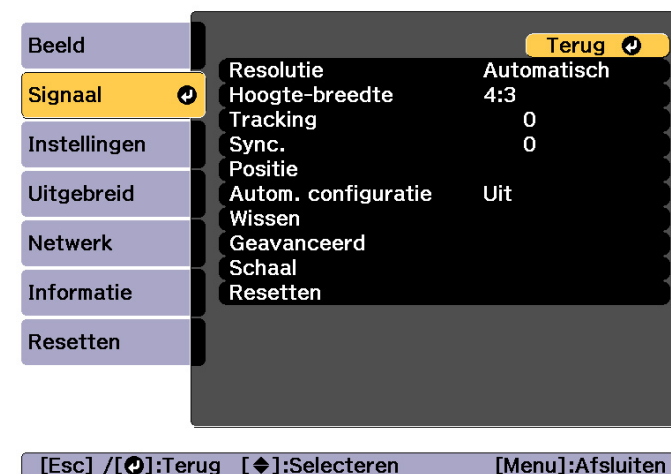 Beeld
Signaal
Instellingen
Uitgebreid
Netwerk
Informatie
Resetten
Terug
Resolutie Automatisch
Hoogte-breedte 4:3
Tracking 0
Sync. 0
Positie
Autom. configuratie Uit
Wissen
Geavanceerd
Schaal
Resetten
[Esc] /[]:Terug []:Selecteren [Menu]:Afsluiten